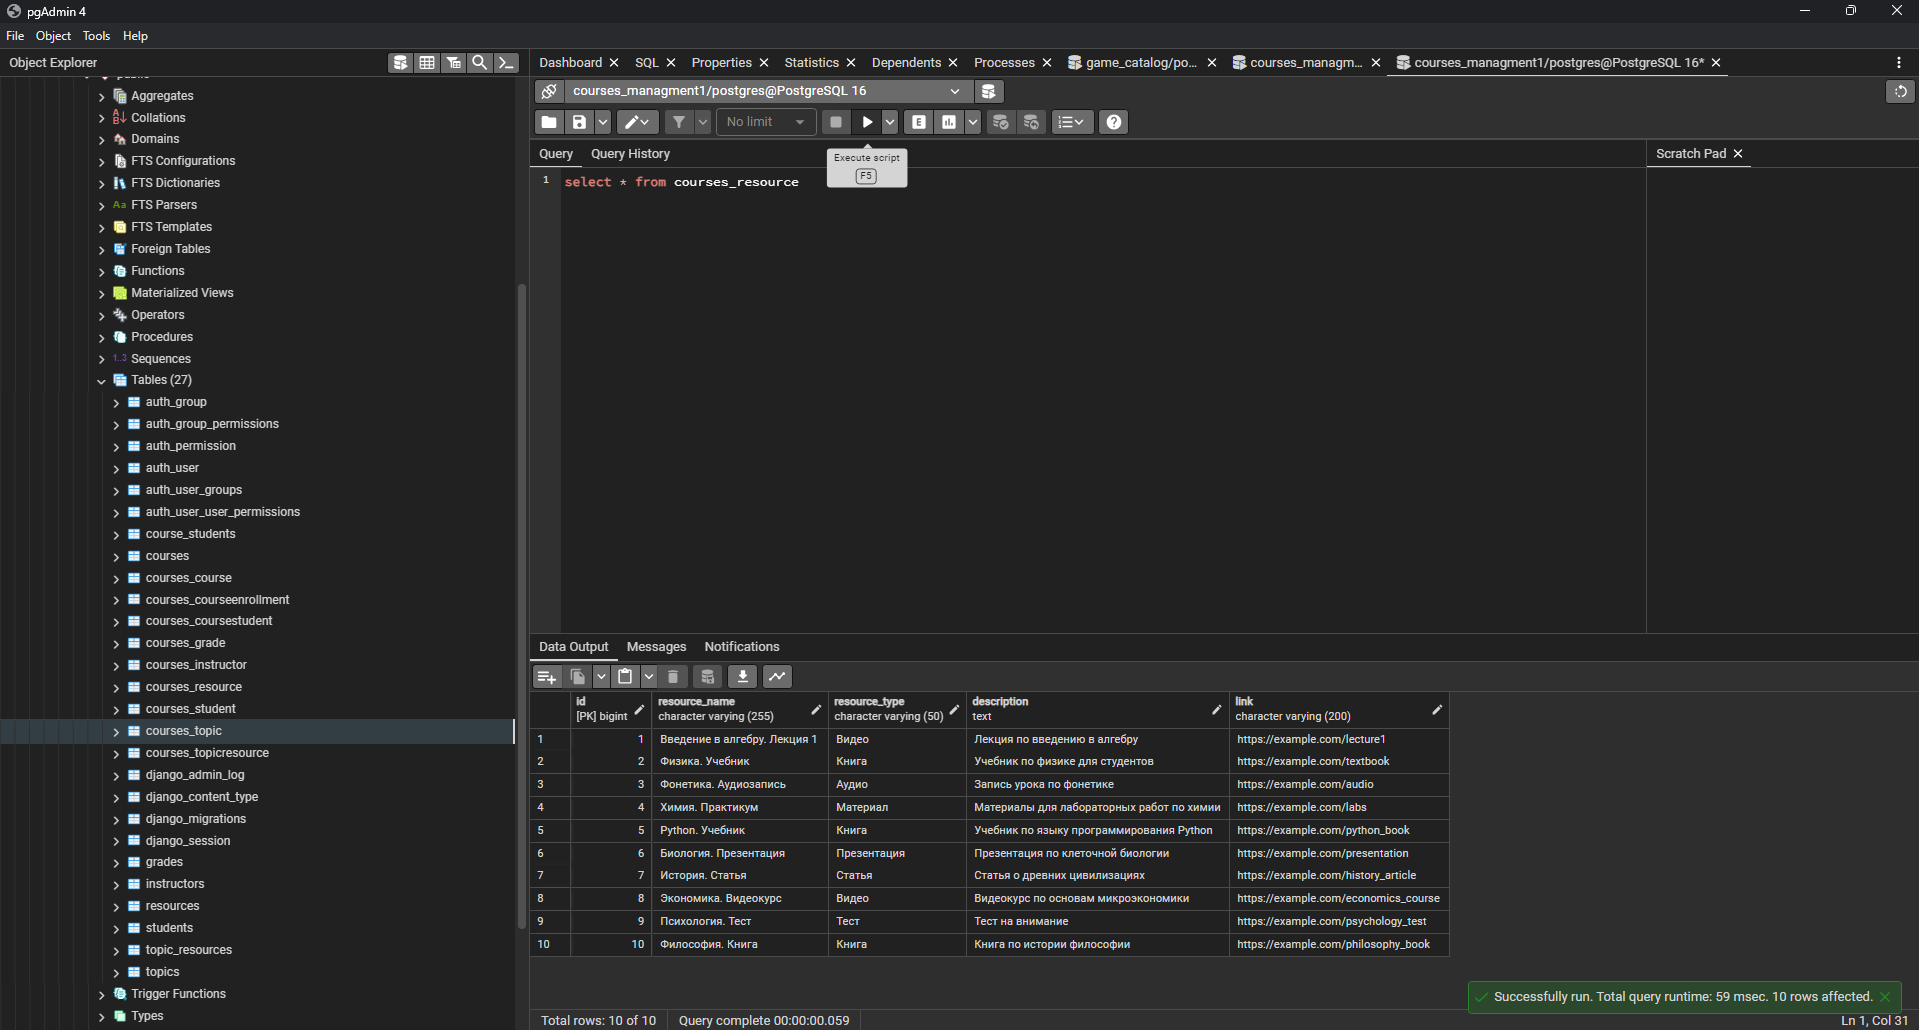 pgAdmin 4
File Object Tools Help
Object Explorer
Dashboard SQL Properties Statistics Dependents Processes game_catalog/po... courses_managm... courses_managment1/postgres@PostgreSQL 16*
courses_managment1/postgres@PostgreSQL 16
No limit
E
Execute script
F5
Query Query History
Scratch Pad
1 select * from courses_resource
Aggregates
Collations
Domains
FTS Configurations
FTS Dictionaries
Aa FTS Parsers
FTS Templates
Foreign Tables
Functions
Materialized Views
Operators
Procedures
1..3 Sequences
Tables (27)
auth_group
auth_group_permissions
auth_permission
auth_user
auth_user_groups
auth_user_user_permissions
course_students
courses
courses_course
courses_courseenrollment
courses_coursestudent
courses_grade
courses_instructor
courses_resource
courses_student
courses_topic
courses_topicresource
django_admin_log
django_content_type
django_migrations
django_session
grades
instructors
resources
students
topic_resources
topics
Trigger Functions
Types
Data Output Messages Notifications
id resource_name resource_type description link
[PK] bigint character varying (255) character varying (50) text character varying (200)
1 1 Введение в алгебру. Лекция 1 Видео Лекция по введению в алгебру https://example.com/lecture1
2 2 Физика. Учебник Книга Учебник по физике для студентов https://example.com/textbook
3 3 Фонетика. Аудиозапись Аудио Запись урока по фонетике https://example.com/audio
4 4 Химия. Практикум Материал Материалы для лабораторных работ по химии https://example.com/labs
5 5 Python. Учебник Книга Учебник по языку программирования Python https://example.com/python_book
6 6 Биология. Презентация Презентация Презентация по клеточной биологии https://example.com/presentation
7 7 История. Статья Статья Статья о древних цивилизациях https://example.com/history_article
8 8 Экономика. Видеокурс Видео Видеокурс по основам микроэкономики https://example.com/economics_course
9 9 Психология. Тест Тест Тест на внимание https://example.com/psychology_test
10 10 Философия. Книга Книга Книга по истории философии https://example.com/philosophy_book
Successfully run. Total query runtime: 59 msec. 10 rows affected.
Total rows: 10 of 10 Query complete 00:00:00.059
Ln 1, Col 31